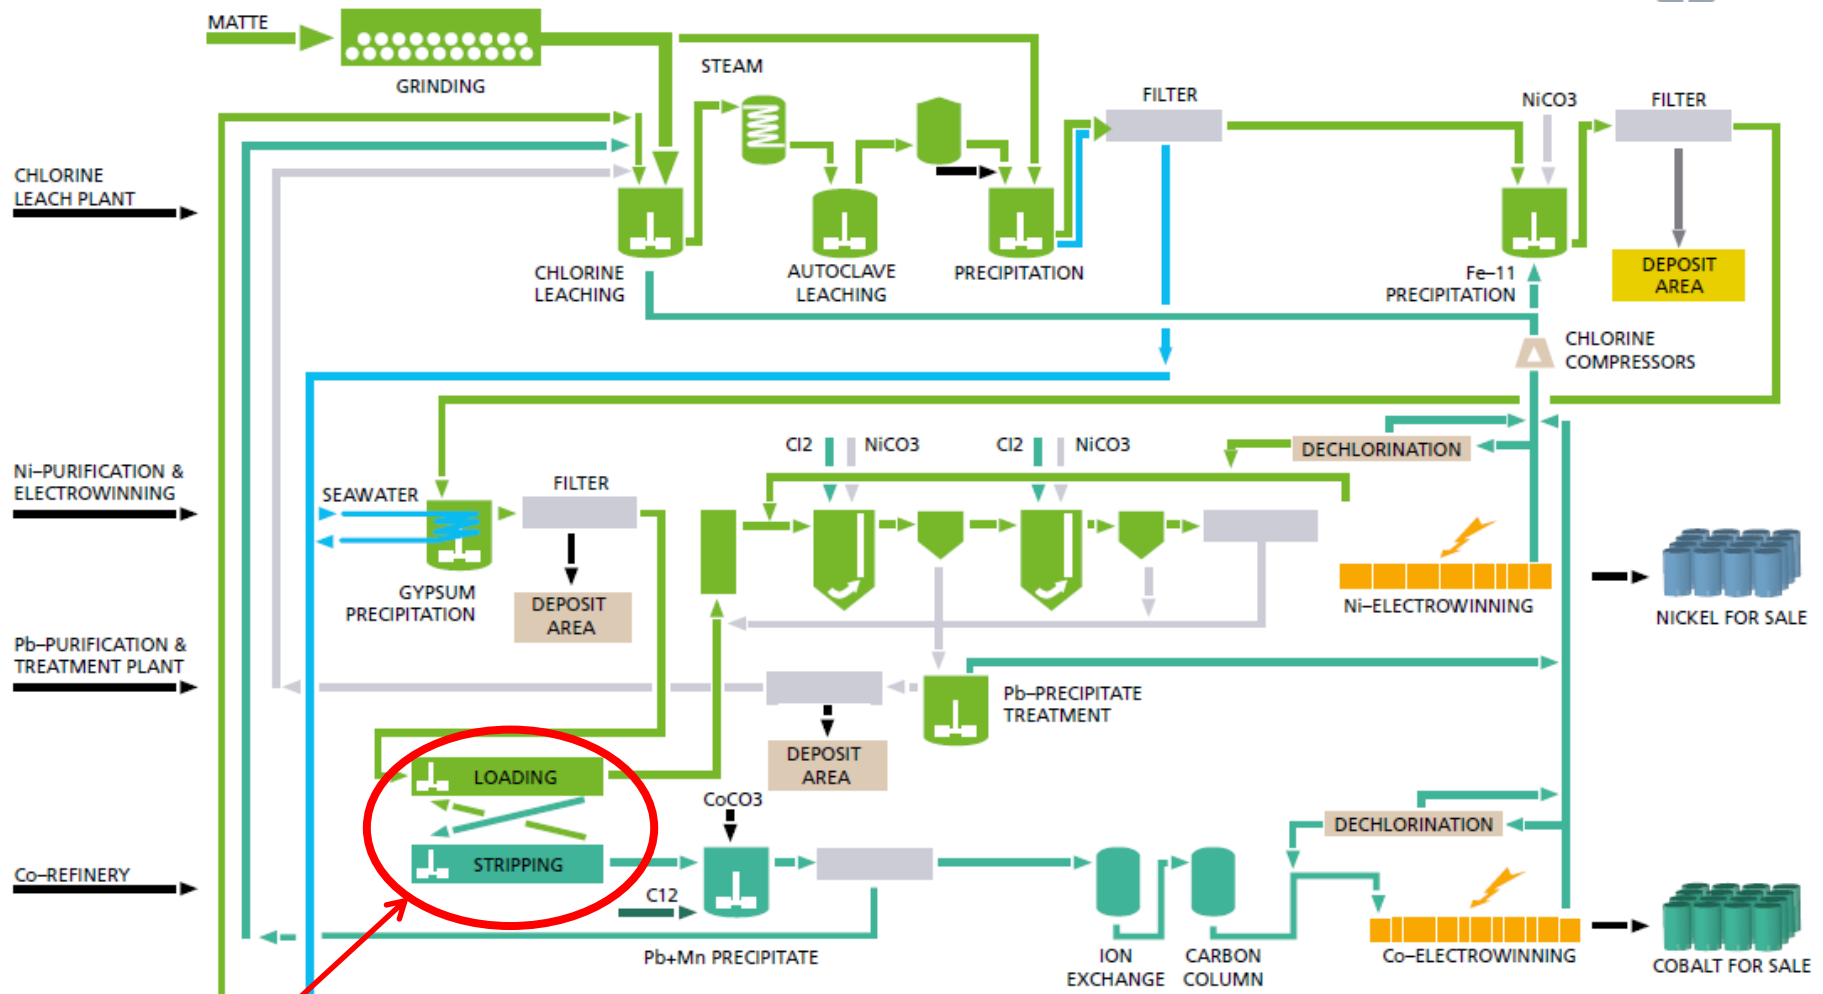 MATTE
GRINDING
STEAM
FILTER
NiCO3
FILTER
CHLORINE
LEACH PLANT
CHLORINE
LEACHING
AUTOCLAVE
LEACHING
PRECIPITATION
Fe–11
PRECIPITATION
DEPOSIT
AREA
CHLORINE
COMPRESSORS
Cl2
NiCO3
Cl2
NiCO3
DECHLORINATION
Ni–PURIFICATION &
ELECTROWINNING
SEAWATER
FILTER
GYPSUM
PRECIPITATION
DEPOSIT
AREA
Ni–ELECTROWINNING
NICKEL FOR SALE
Pb–PURIFICATION &
TREATMENT PLANT
Pb–PRECIPITATE
TREATMENT
DEPOSIT
AREA
LOADING
CoCO3
DECHLORINATION
STRIPPING
Co–REFINERY
C12
Pb+Mn PRECIPITATE
ION
EXCHANGE
CARBON
COLUMN
Co–ELECTROWINNING
COBALT FOR SALE